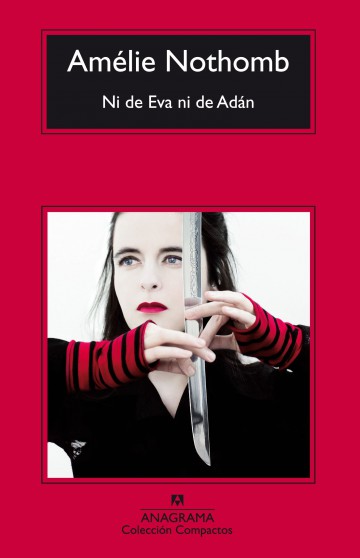 Amélie Nothomb
Ni de Eva ni de Adán
ANAGRAMA
Colección Compactos